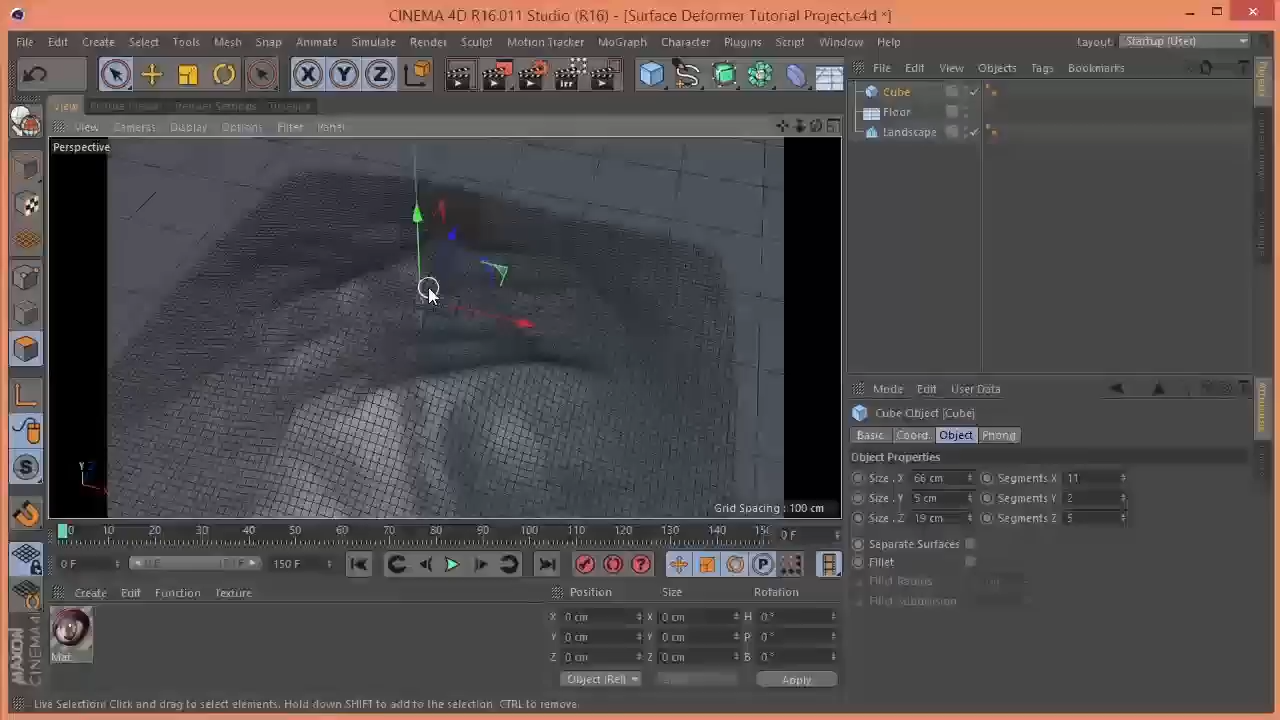 CINEMA 4D R16.011 Studio (R16) - [Surface Deformer Tutorial Project.c4d *]
File Edit Create Select Tools Mesh Snap Animate Simulate Render Sculpt Motion Tracker MoGraph Character Plugins Script Window Help Layout: Startup (User)
File Edit View Objects Tags Bookmarks
Cube
View Picture Viewer Render Settings Timeline
Floor
View Cameras Display Options Filter Panel
Landscape
Perspective
Mode Edit User Data
Cube Object [Cube]
Basic Coord. Object Phong
Object Properties
Size . X 66 cm Segments X 11
Size . Y 5 cm Segments Y 2
Size . Z 19 cm Segments Z 5
Grid Spacing : 100 cm
0 10 20 30 40 50 60 70 80 90 100 110 120 130 140 150 0 F
Separate Surfaces
0 F 150 F
Fillet
Fillet Radius
Fillet Subdivision
Create Edit Function Texture
Position Size Rotation
X 0 cm X 0 cm H 0°
Y 0 cm Y 0 cm P 0°
Z 0 cm Z 0 cm B 0°
Mat
Object (Rel) Apply
MAXON CINEMA 4D
Live Selection: Click and drag to select elements. Hold down SHIFT to add to the selection, CTRL to remove.